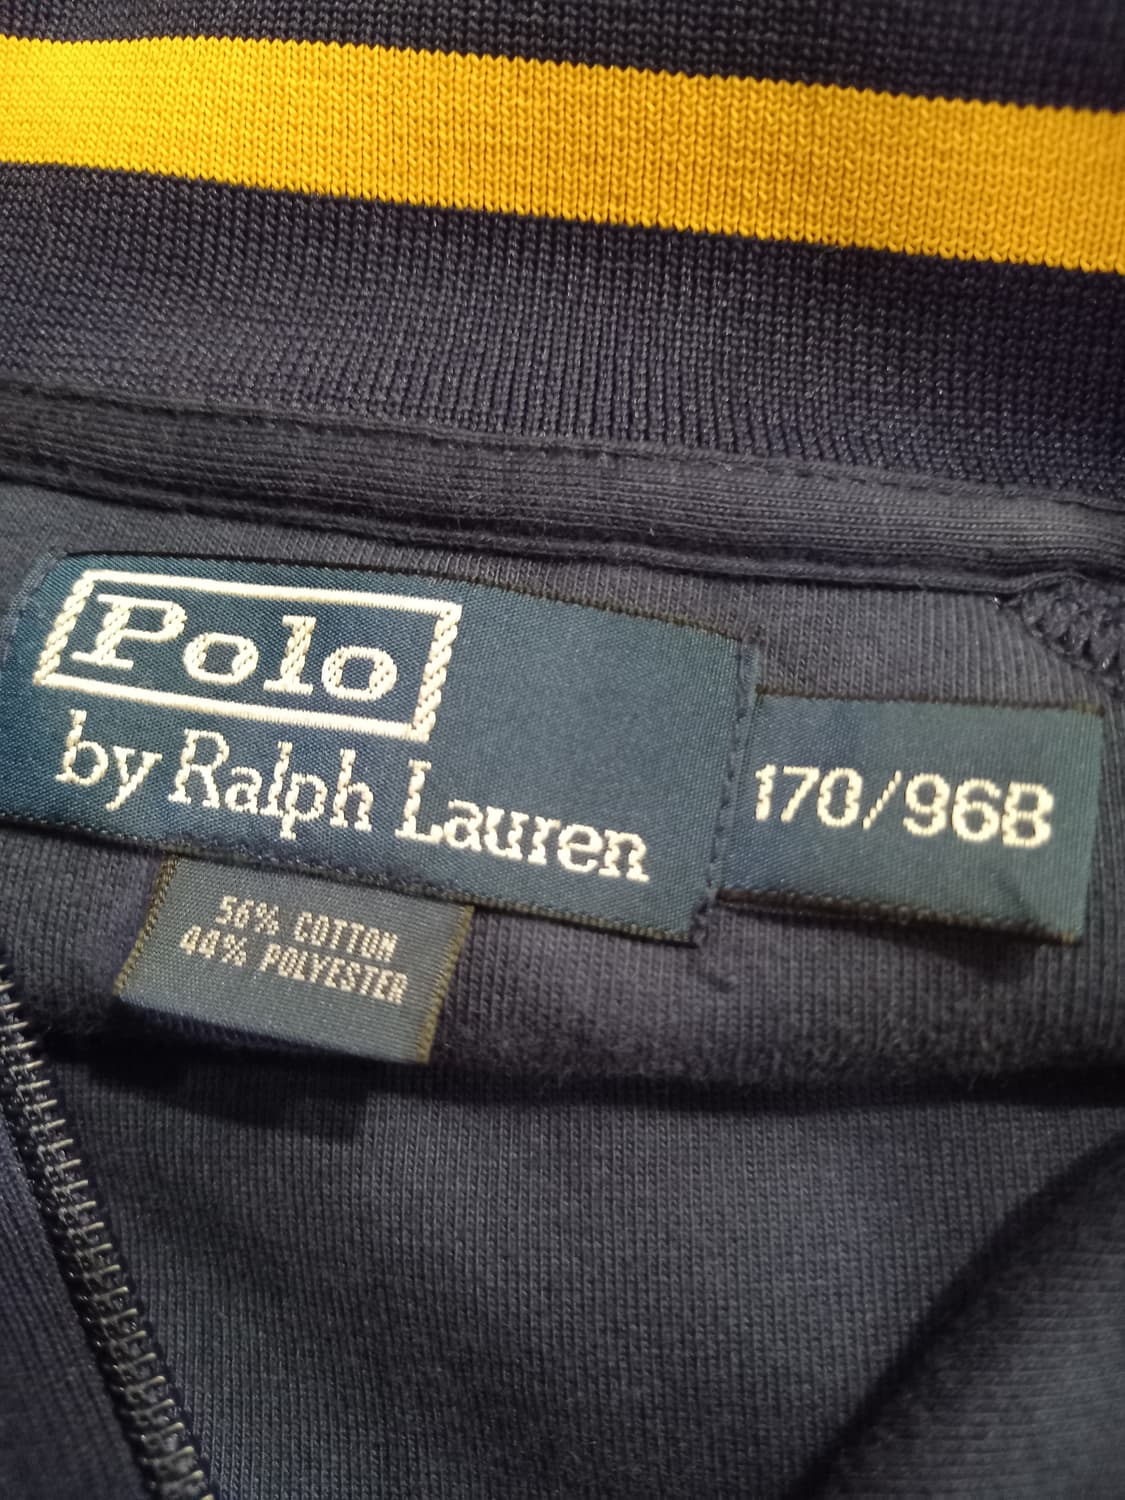 Polo
by Ralph Lauren
170/96B
56% COTTON
44% POLYESTER